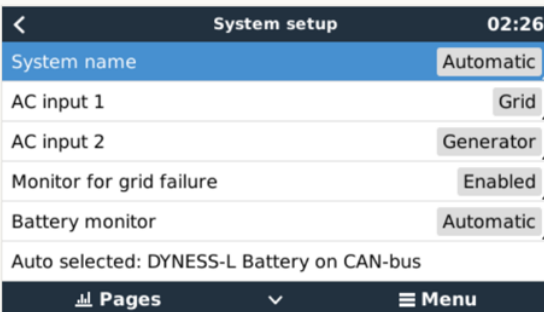 System setup 02:26
System name Automatic
AC input 1 Grid
AC input 2 Generator
Monitor for grid failure Enabled
Battery monitor Automatic
Auto selected: DYNESS-L Battery on CAN-bus
Pages Menu